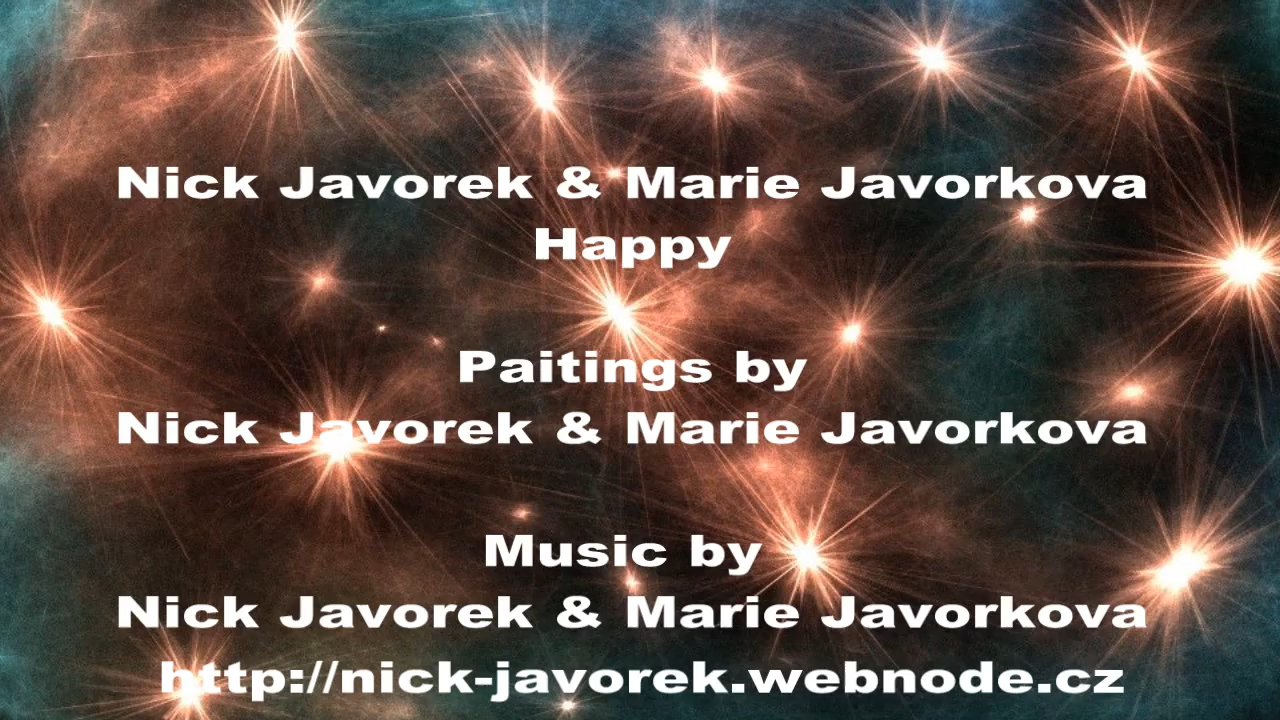 Nick Javorek & Marie Javorkova
Happy
Paitings by
Nick Javorek & Marie Javorkova
Music by
Nick Javorek & Marie Javorkova
http://nick-javorek.webnode.cz